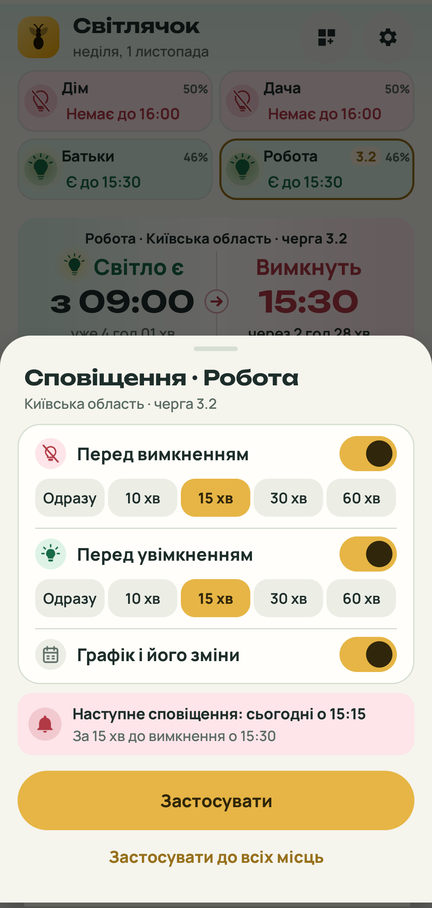 Світлячок
неділя, 1 листопада
Дім 50%
Немає до 16:00
Дача 50%
Немає до 16:00
Батьки 46%
Є до 15:30
Робота 3.2 46%
Є до 15:30
Робота · Київська область · черга 3.2
Світло є
з 09:00
Вимкнуть
15:30
уже 4 год 01 хв
через 2 год 28 хв
Сповіщення · Робота
Київська область · черга 3.2
Перед вимкненням
Одразу 10 хв 15 хв 30 хв 60 хв
Перед увімкненням
Одразу 10 хв 15 хв 30 хв 60 хв
Графік і його зміни
Наступне сповіщення: сьогодні о 15:15
За 15 хв до вимкнення о 15:30
Застосувати
Застосувати до всіх місць